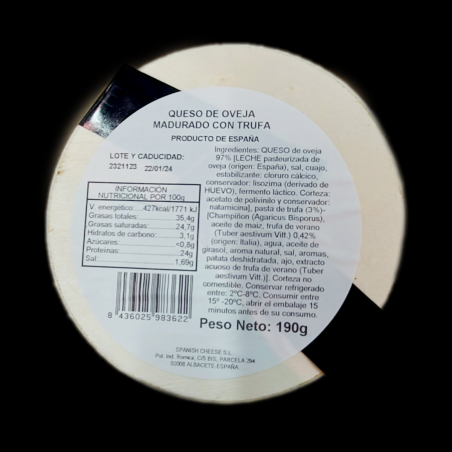 QUESO DE OVEJA
MADURADO CON TRUFA
PRODUCTO DE ESPAÑA
LOTE Y CADUCIDAD:
2321123 22/01/24
INFORMACIÓN
NUTRICIONAL POR 100g
V. energético....427kcal/1771 kJ
Grasas totales:..................35,4g
Grasas saturadas:..............24,7g
Hidratos de carbono:..........3,1g
Azúcares:..........................<0,8g
Proteínas:...........................24g
Sal:...................................1,69g
8 436025 983622
Ingredientes: QUESO de oveja
97% [LECHE pasteurizada de
oveja (origen: España), sal, cuajo,
estabilizante: cloruro cálcico,
conservador: lisozima (derivado de
HUEVO), fermento láctico. Corteza:
acetato de polivinilo y conservador:
natamicina], pasta de trufa (3%)-
[Champiñon (Agaricus Bisporus),
aceite de maiz, trufa de verano
(Tuber aestivum Vitt.) 0,42%
(origen: Italia), agua, aceite de
girasol, aroma natural, sal, aromas,
patata deshidratada, ajo, extracto
acuoso de trufa de verano (Tuber
aestivum Vitt.)]. Corteza no
comestible. Conservar refrigerado
entre: 2ºC-8ºC. Consumir entre
15º -20ºC, abrir el embalaje 15
minutos antes de su consumo.
Peso Neto: 190g
SPANISH CHEESE S.L.
Pol. Ind. Romica, C/5 BIS, PARCELA 294
02008 ALBACETE-ESPAÑA